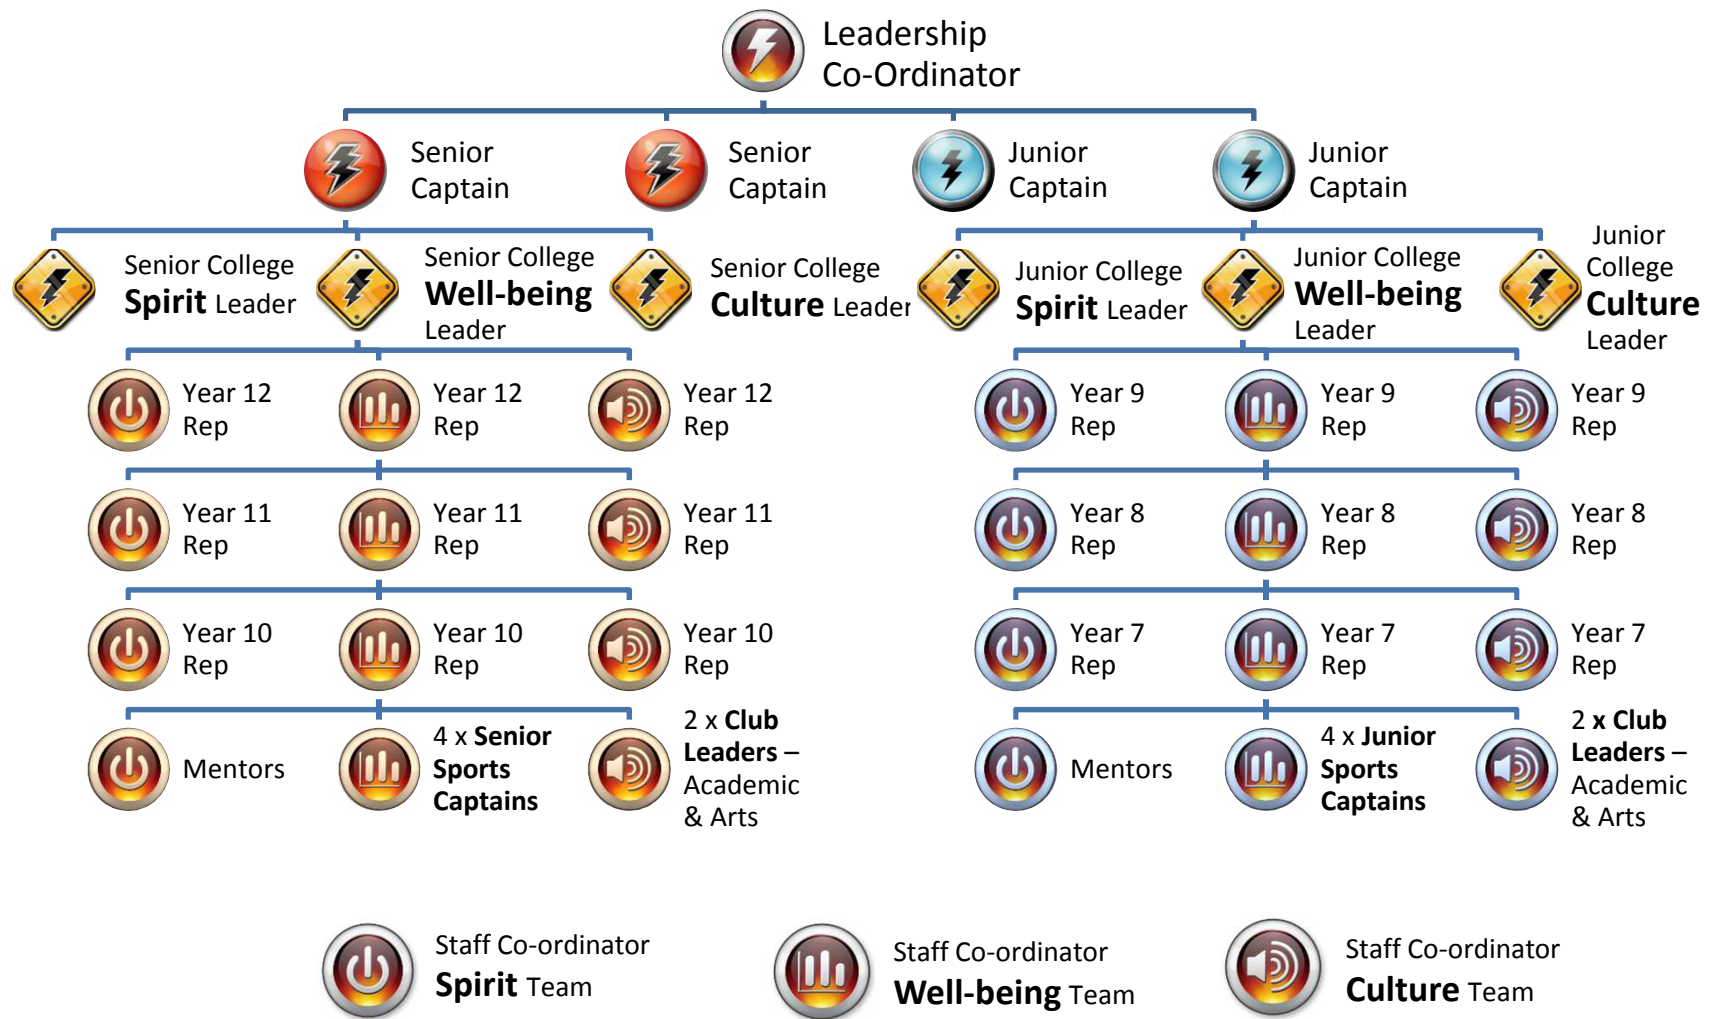 Leadership
Co-Ordinator
Senior
Captain
Senior
Captain
Junior
Captain
Junior
Captain
Senior College
Spirit Leader
Senior College
Well-being
Leader
Senior College
Culture Leader
Junior College
Spirit Leader
Junior College
Well-being
Leader
Junior
College
Culture
Leader
Year 12
Rep
Year 12
Rep
Year 12
Rep
Year 9
Rep
Year 9
Rep
Year 9
Rep
Year 11
Rep
Year 11
Rep
Year 11
Rep
Year 8
Rep
Year 8
Rep
Year 8
Rep
Year 10
Rep
Year 10
Rep
Year 10
Rep
Year 7
Rep
Year 7
Rep
Year 7
Rep
Mentors
4 x Senior
Sports
Captains
2 x Club
Leaders –
Academic
& Arts
Mentors
4 x Junior
Sports
Captains
2 x Club
Leaders –
Academic
& Arts
Staff Co-ordinator
Spirit Team
Staff Co-ordinator
Well-being Team
Staff Co-ordinator
Culture Team